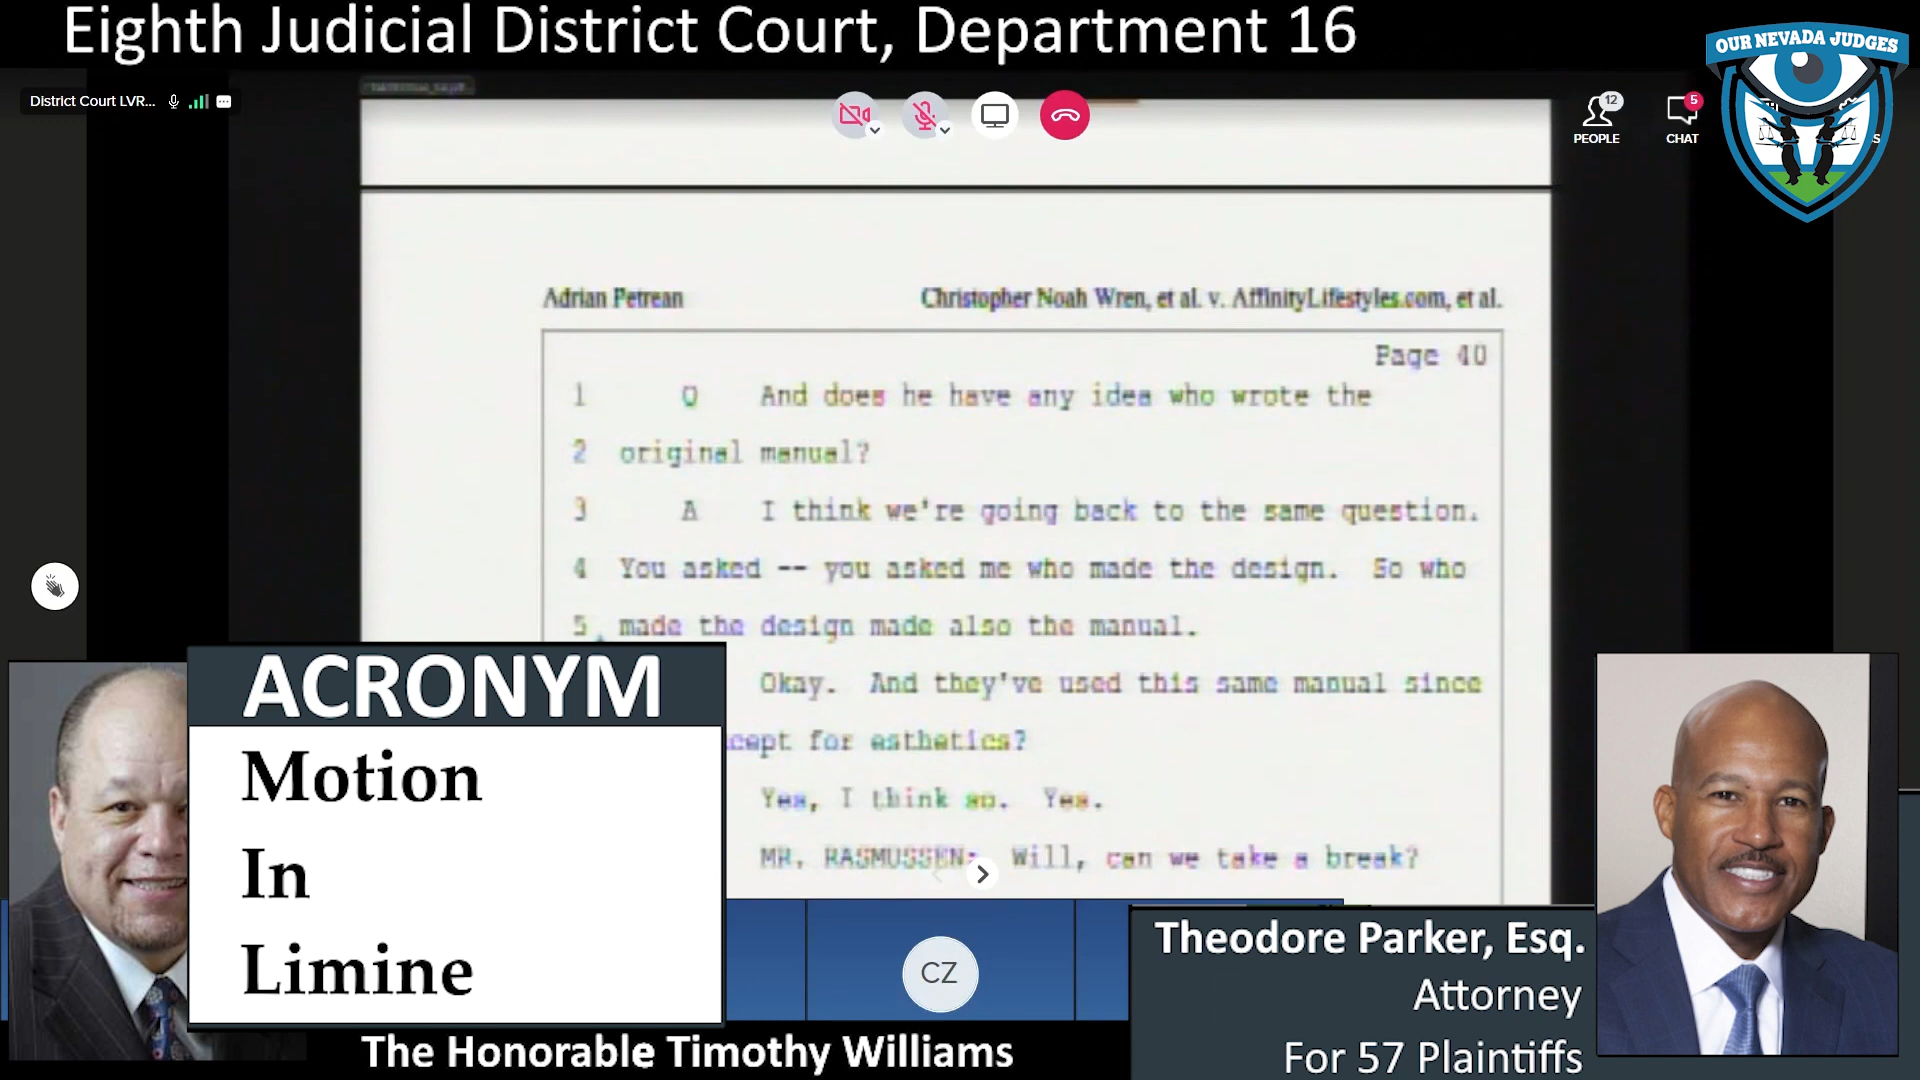 Eighth Judicial District Court, Department 16
OUR NEVADA JUDGES
District Court LVR...
12
PEOPLE
5
CHAT
Adrian Petrean
Christopher Noah Wren, et al. v. AffinityLifestyles.com, et al.
Page 40
1 Q And does he have any idea who wrote the
2 original manual?
3 A I think we're going back to the same question.
4 You asked -- you asked me who made the design. So who
5 made the design made also the manual.
Okay. And they've used this same manual since
cept for esthetics?
Yes, I think so. Yes.
MR. RASMUSSEN: Will, can we take a break?
ACRONYM
Motion
In
Limine
CZ
The Honorable Timothy Williams
Theodore Parker, Esq.
Attorney
For 57 Plaintiffs